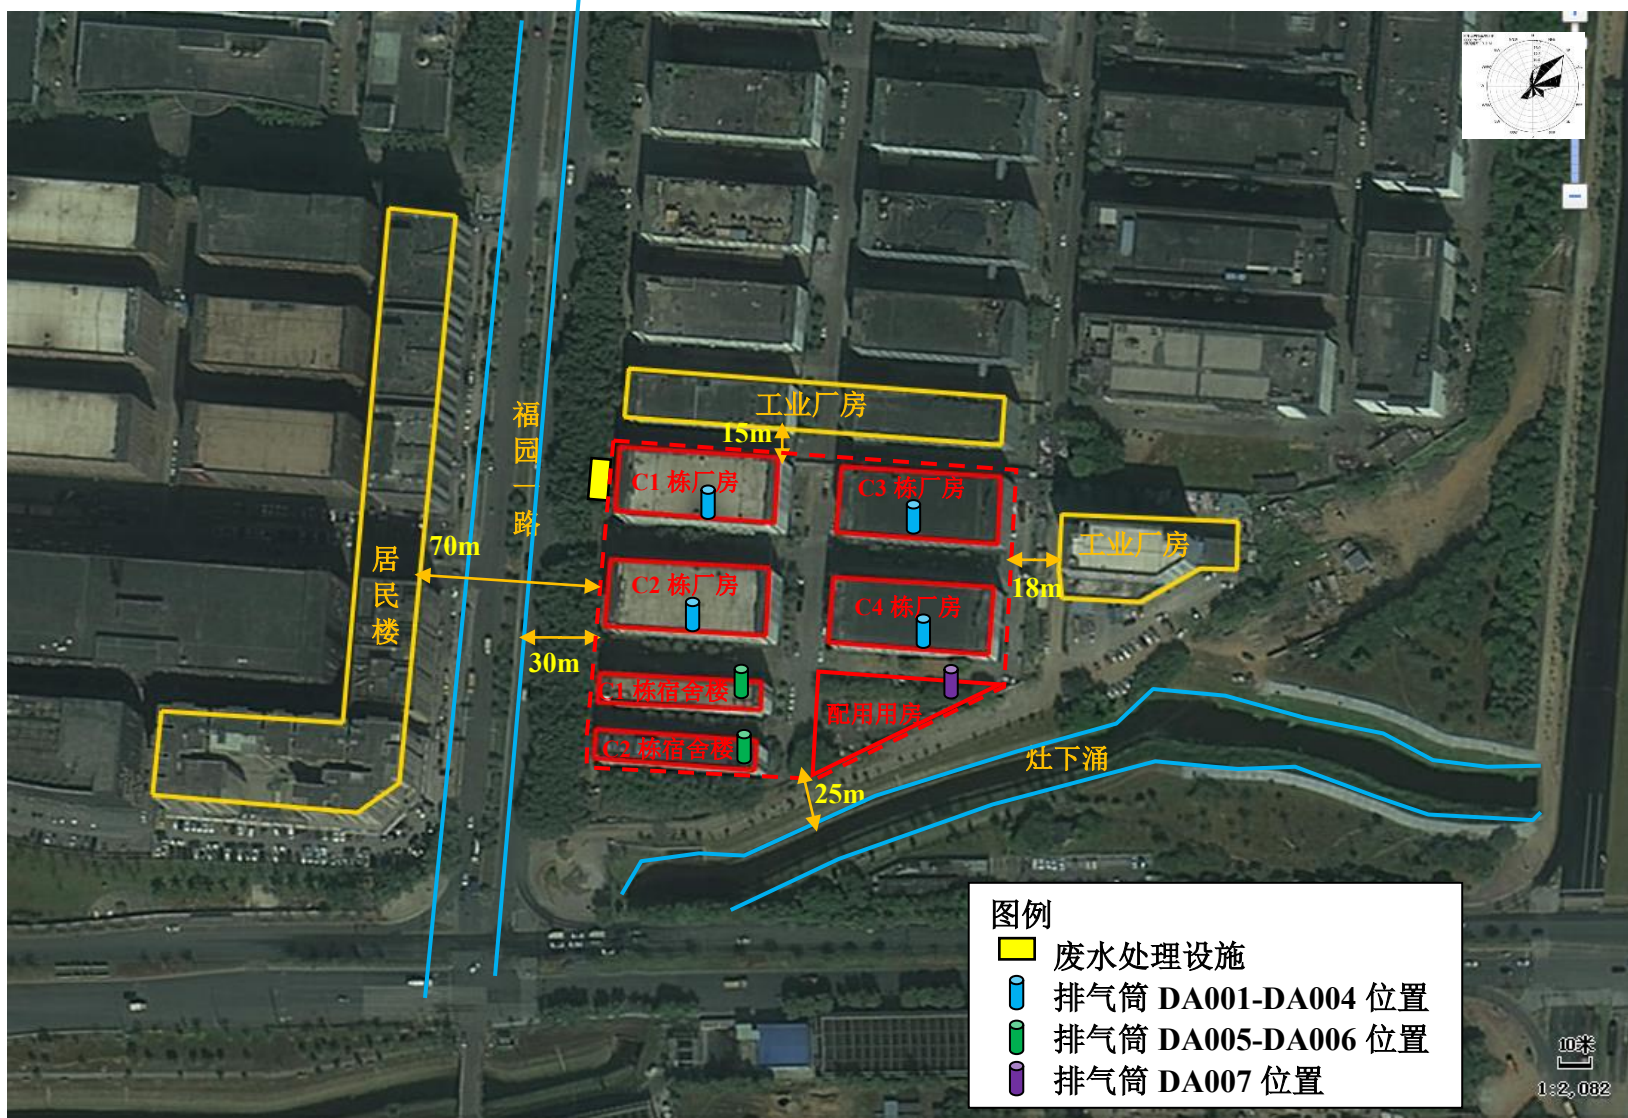 工业厂房
15m
福园一路
C1 栋厂房
C3 栋厂房
70m
居民楼
工业厂房
18m
C2 栋厂房
C4 栋厂房
30m
1 栋宿舍楼
配用用房
C2 栋宿舍楼
灶下涌
25m
图例
废水处理设施
排气筒 DA001-DA004 位置
排气筒 DA005-DA006 位置
排气筒 DA007 位置
10米
1:2,082